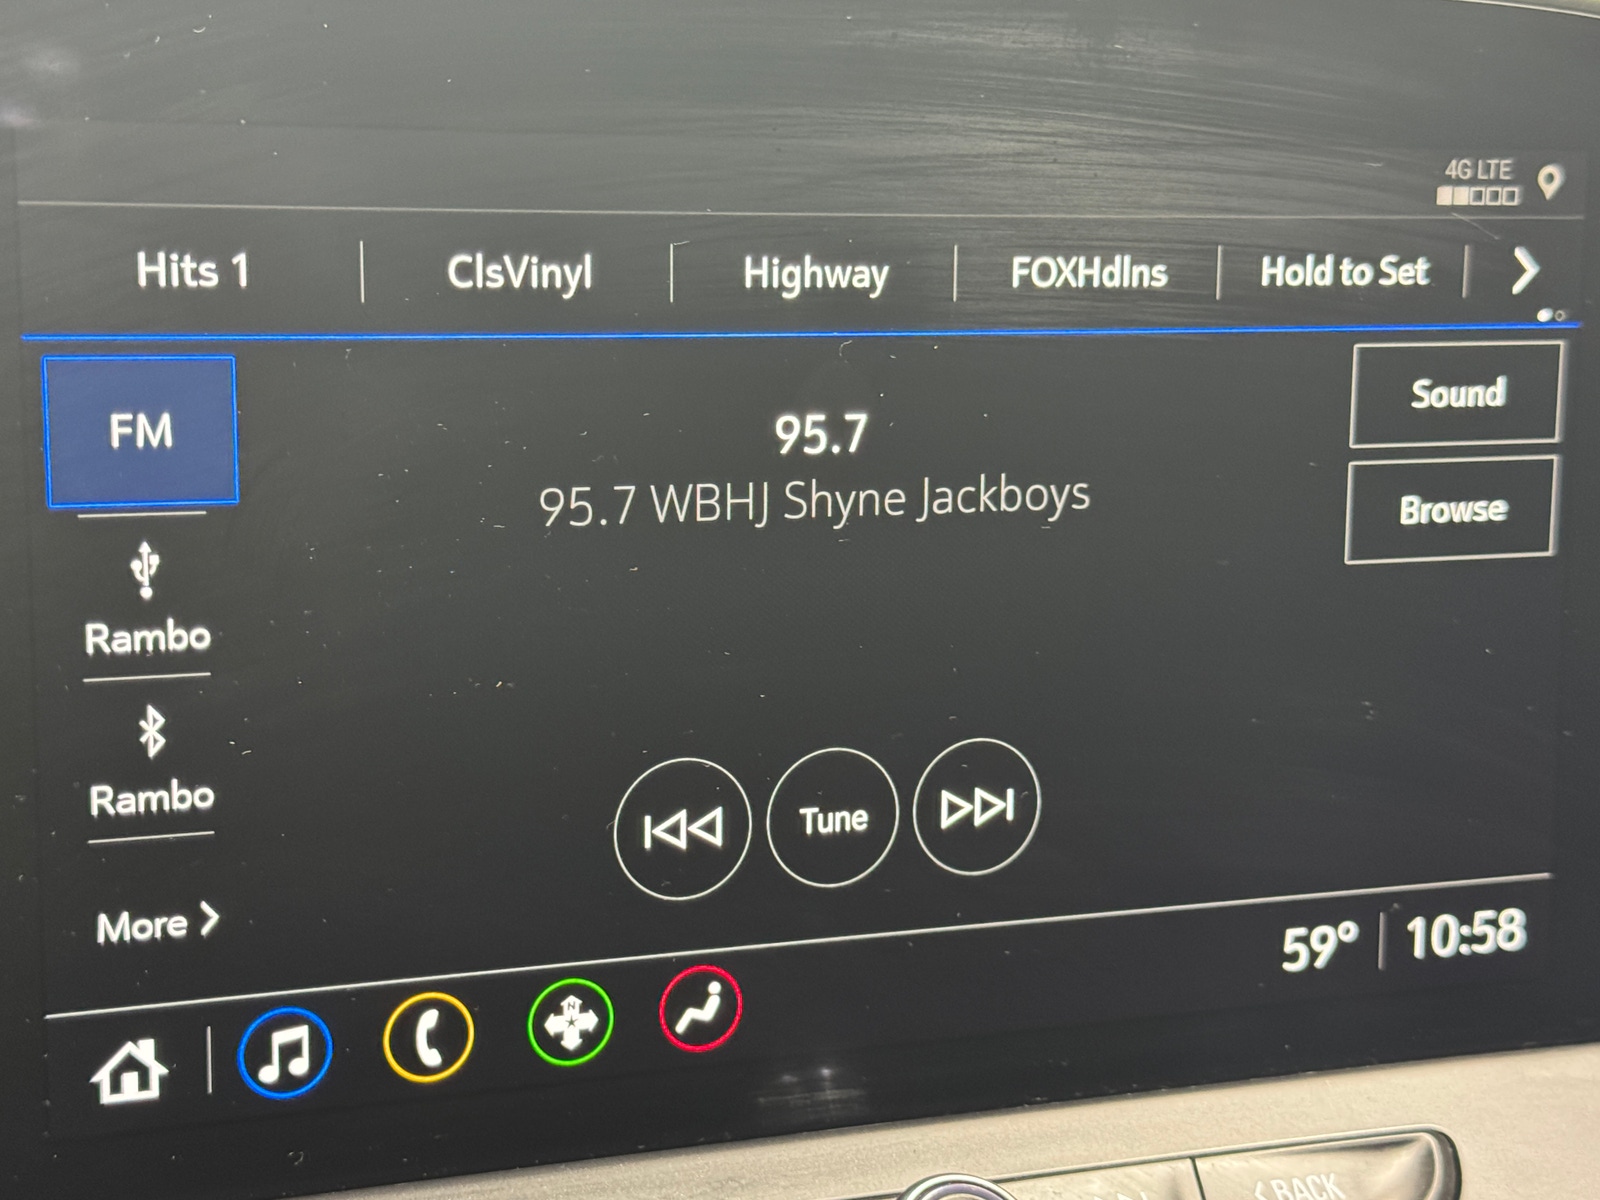 4G LTE
Hits 1
ClsVinyl
Highway
FOXHdlns
Hold to Set
FM
95.7
95.7 WBHJ Shyne Jackboys
Sound
Browse
Rambo
Rambo
More
Tune
59° 10:58
N
BACK